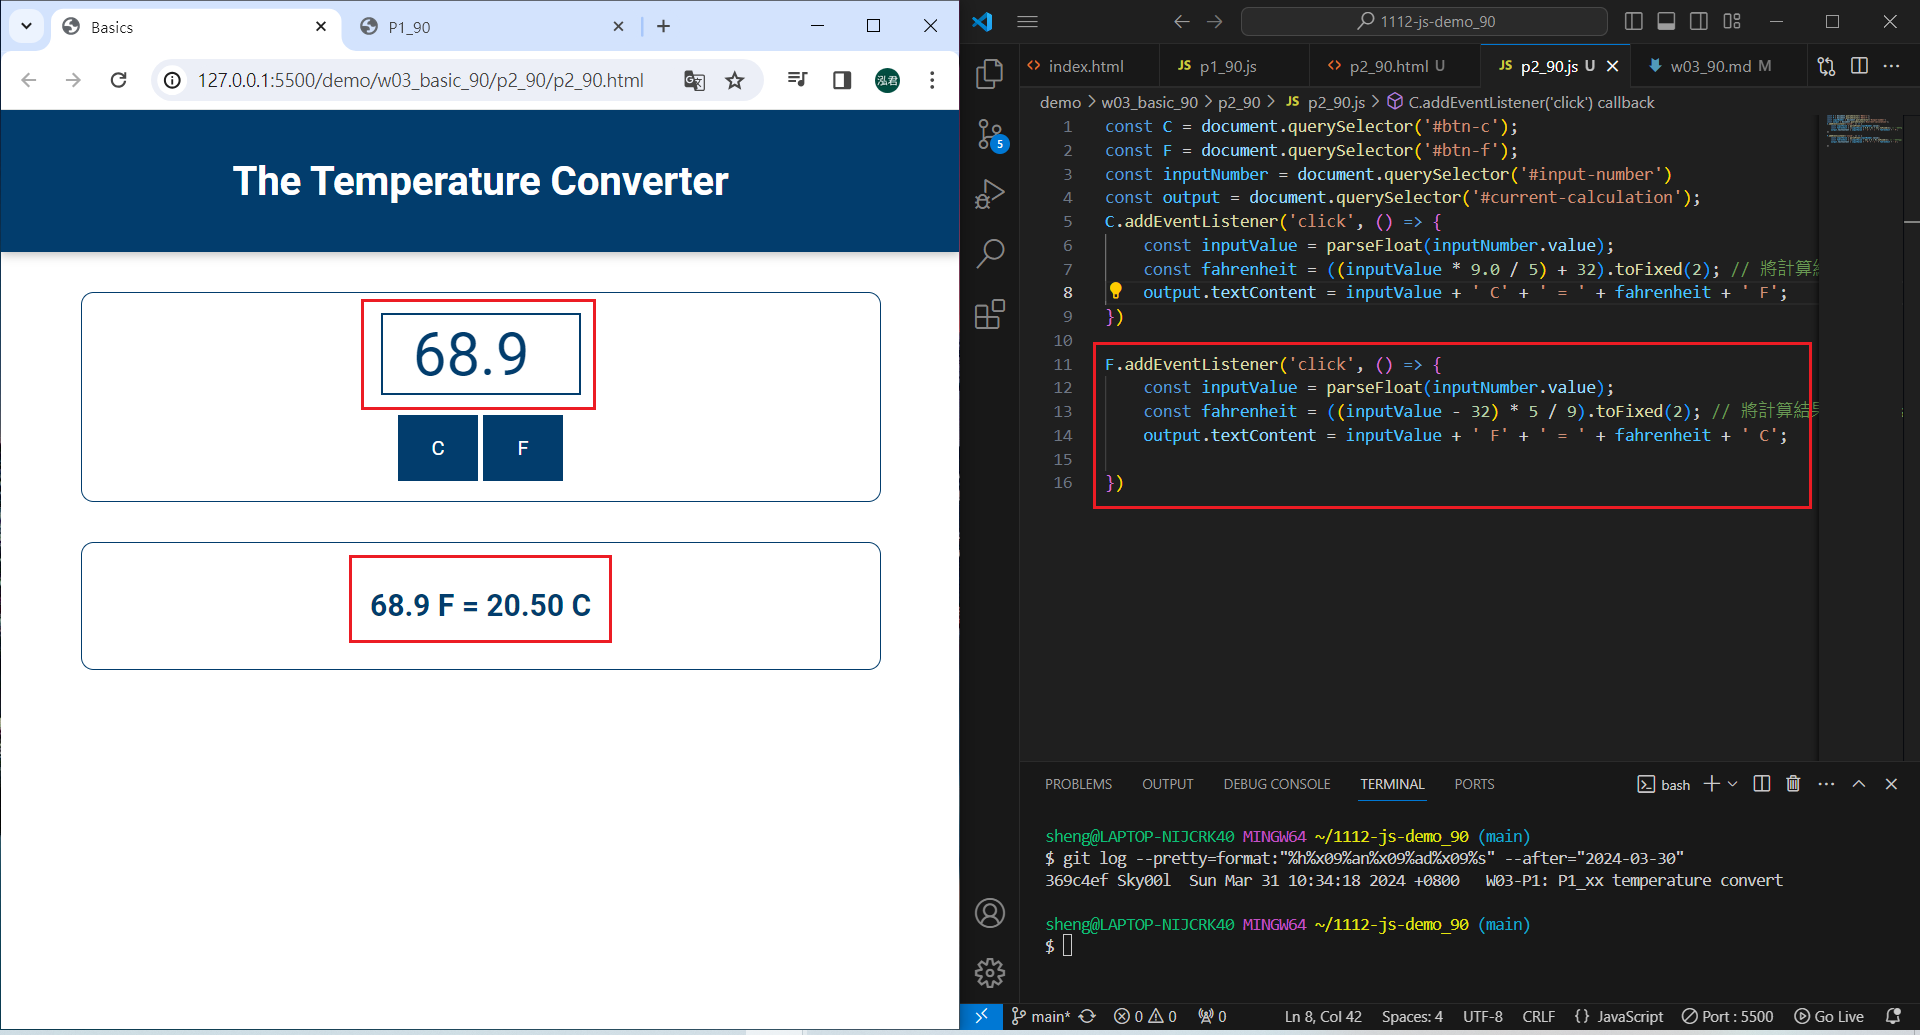 Basics
P1_90
127.0.0.1:5500/demo/w03_basic_90/p2_90/p2_90.html
泓君
The Temperature Converter
68.9
C
F
68.9 F = 20.50 C
1112-js-demo_90
index.html
JS p1_90.js
p2_90.html U
JS p2_90.js U
w03_90.md M
demo > w03_basic_90 > p2_90 > JS p2_90.js > C.addEventListener('click') callback
1 const C = document.querySelector('#btn-c');
2 const F = document.querySelector('#btn-f');
3 const inputNumber = document.querySelector('#input-number')
4 const output = document.querySelector('#current-calculation');
5 C.addEventListener('click', () => {
6 const inputValue = parseFloat(inputNumber.value);
7 const fahrenheit = ((inputValue * 9.0 / 5) + 32).toFixed(2); // 將計算結
8 output.textContent = inputValue + ' C' + ' = ' + fahrenheit + ' F';
9 })
10
11 F.addEventListener('click', () => {
12 const inputValue = parseFloat(inputNumber.value);
13 const fahrenheit = ((inputValue - 32) * 5 / 9).toFixed(2); // 將計算結果
14 output.textContent = inputValue + ' F' + ' = ' + fahrenheit + ' C';
15
16 })
5
PROBLEMS OUTPUT DEBUG CONSOLE TERMINAL PORTS
bash
sheng@LAPTOP-NIJCRK40 MINGW64 ~/1112-js-demo_90 (main)
$ git log --pretty=format:"%h%x09%an%x09%ad%x09%s" --after="2024-03-30"
369c4ef Sky00l Sun Mar 31 10:34:18 2024 +0800 W03-P1: P1_xx temperature convert
sheng@LAPTOP-NIJCRK40 MINGW64 ~/1112-js-demo_90 (main)
$
main* 0 0 0 Ln 8, Col 42 Spaces: 4 UTF-8 CRLF {} JavaScript Port : 5500 Go Live